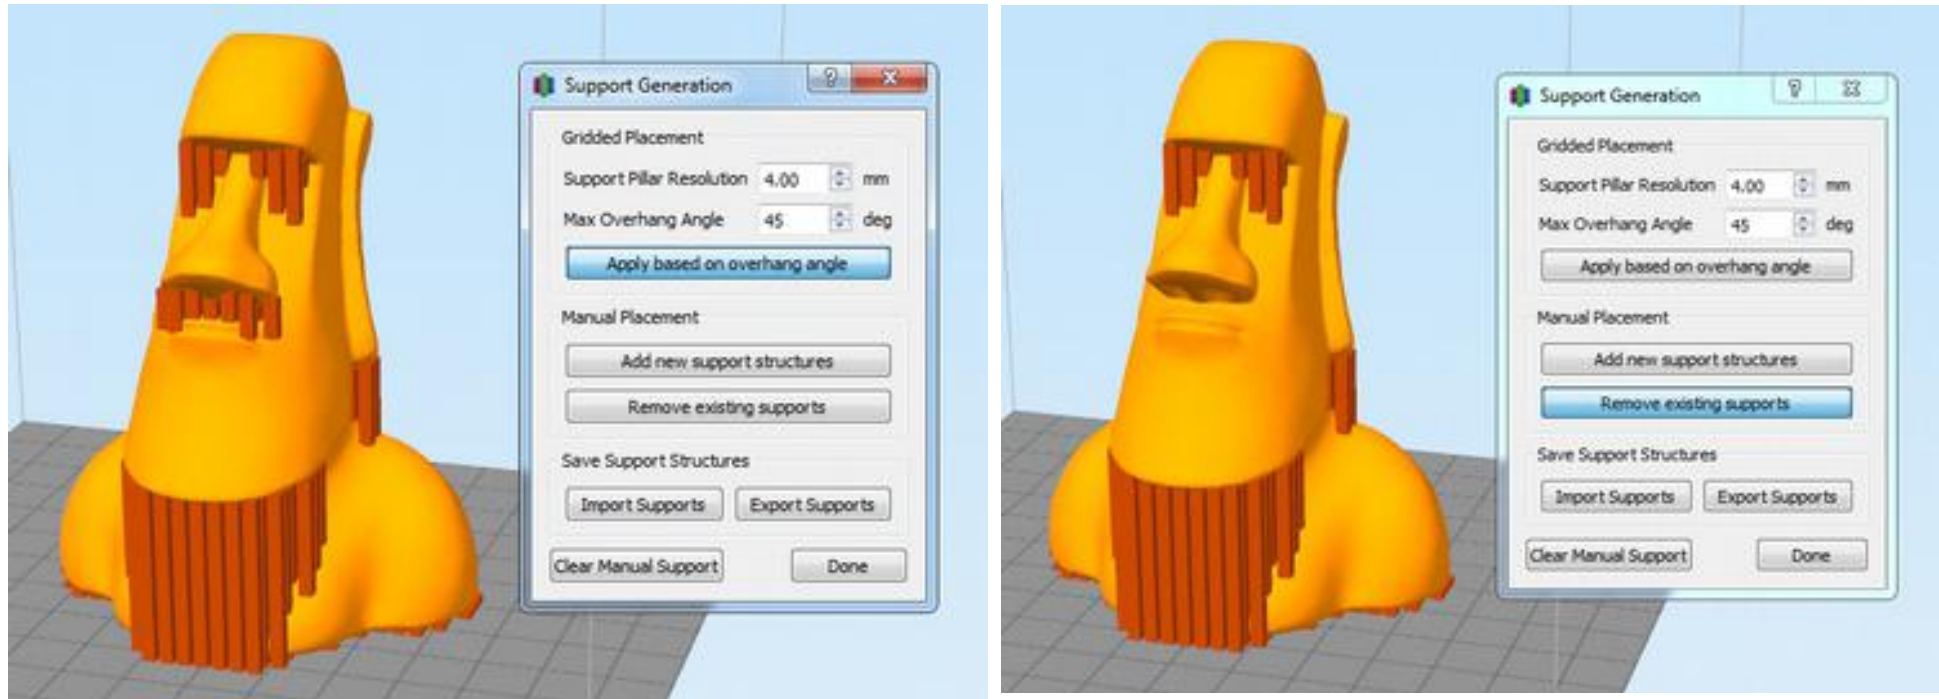 Support Generation
Gridded Placement
Support Pillar Resolution 4.00 mm
Max Overhang Angle 45 deg
Apply based on overhang angle
Manual Placement
Add new support structures
Remove existing supports
Save Support Structures
Import Supports Export Supports
Clear Manual Support Done
Support Generation
Gridded Placement
Support Pillar Resolution 4.00 mm
Max Overhang Angle 45 deg
Apply based on overhang angle
Manual Placement
Add new support structures
Remove existing supports
Save Support Structures
Import Supports Export Supports
Clear Manual Support Done